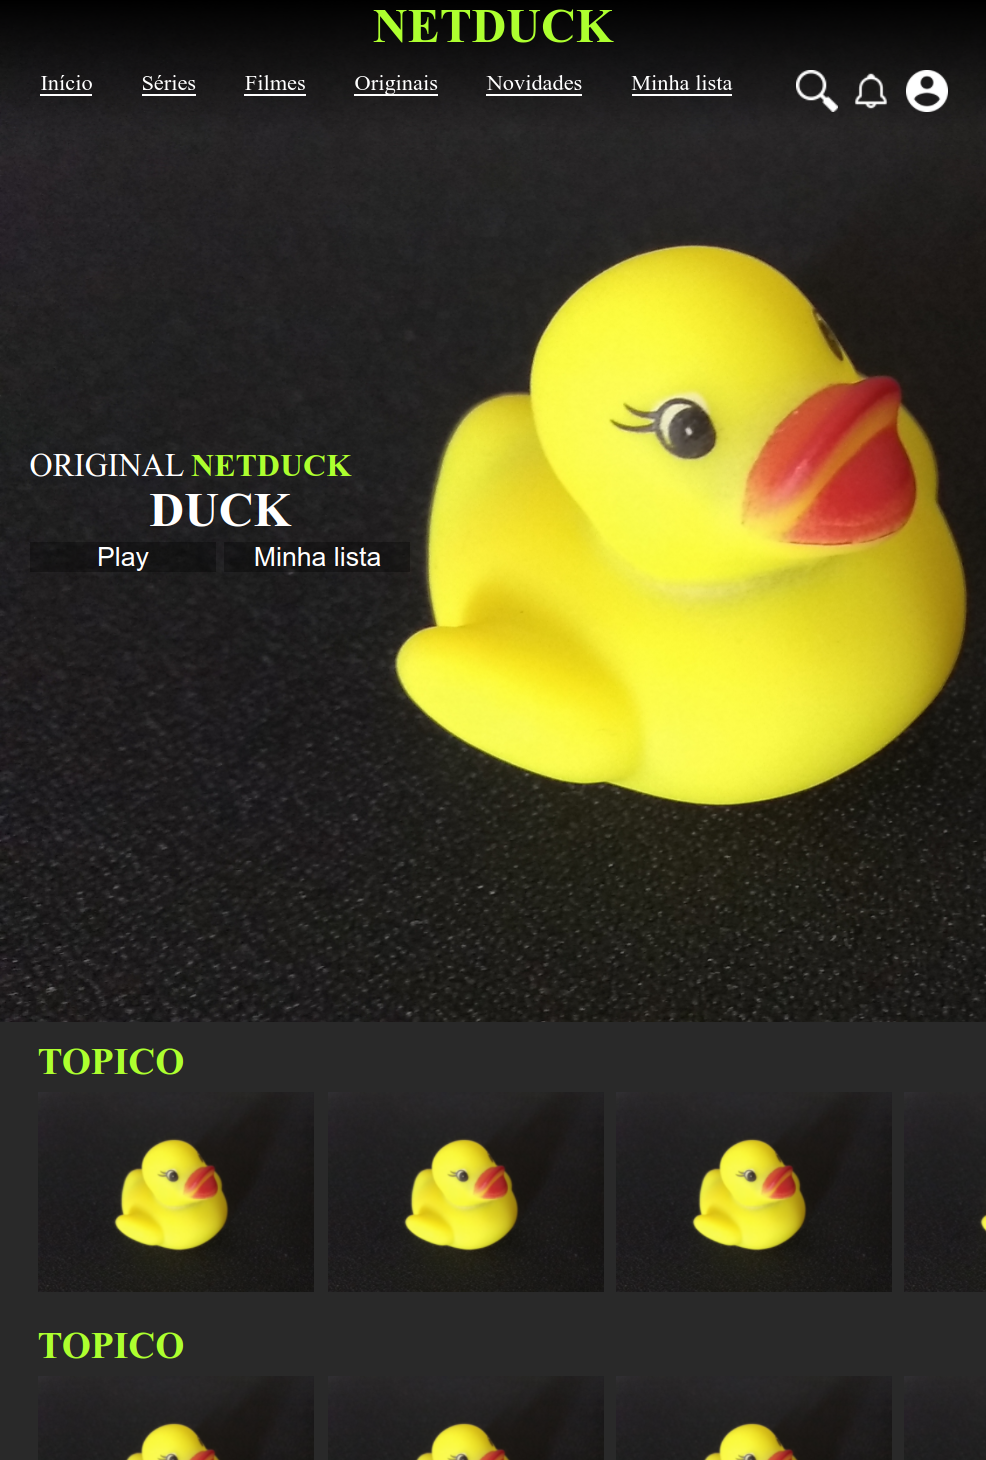 NETDUCK
Início Séries Filmes Originais Novidades Minha lista
ORIGINAL NETDUCK
DUCK
Play Minha lista
TOPICO
TOPICO